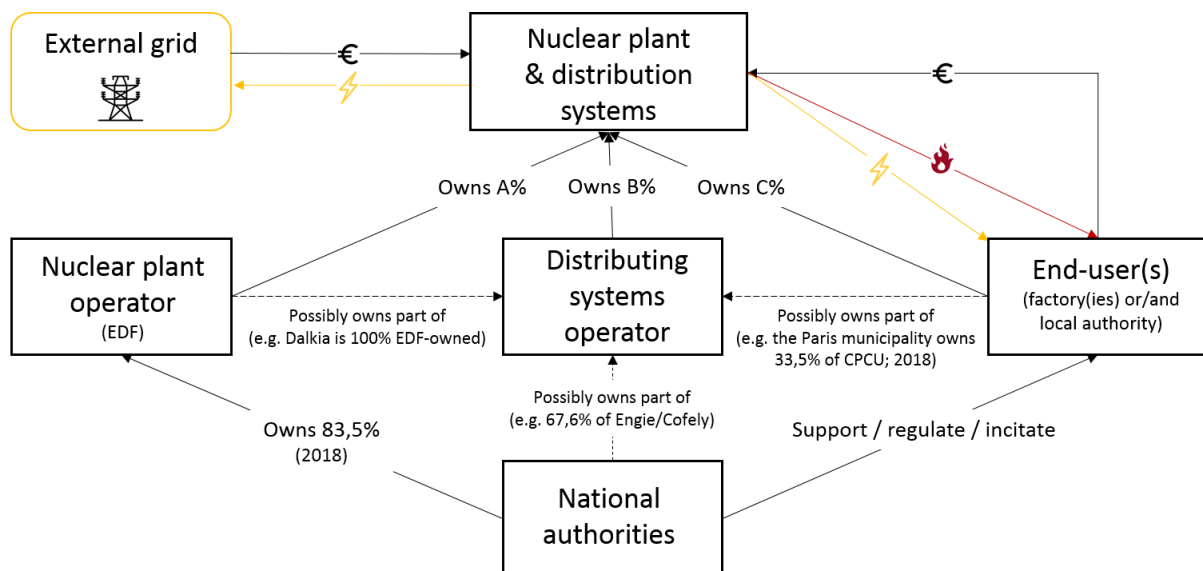 External grid
€
Nuclear plant
& distribution
systems
€
Owns A%
Owns B%
Owns C%
Nuclear plant
operator
(EDF)
Possibly owns part of
(e.g. Dalkia is 100% EDF-owned)
Distributing
systems
operator
Possibly owns part of
(e.g. the Paris municipality owns
33,5% of CPCU; 2018)
End-user(s)
(factory(ies) or/and
local authority)
Possibly owns part of
(e.g. 67,6% of Engie/Cofely)
Owns 83,5%
(2018)
Support / regulate / incitate
National
authorities